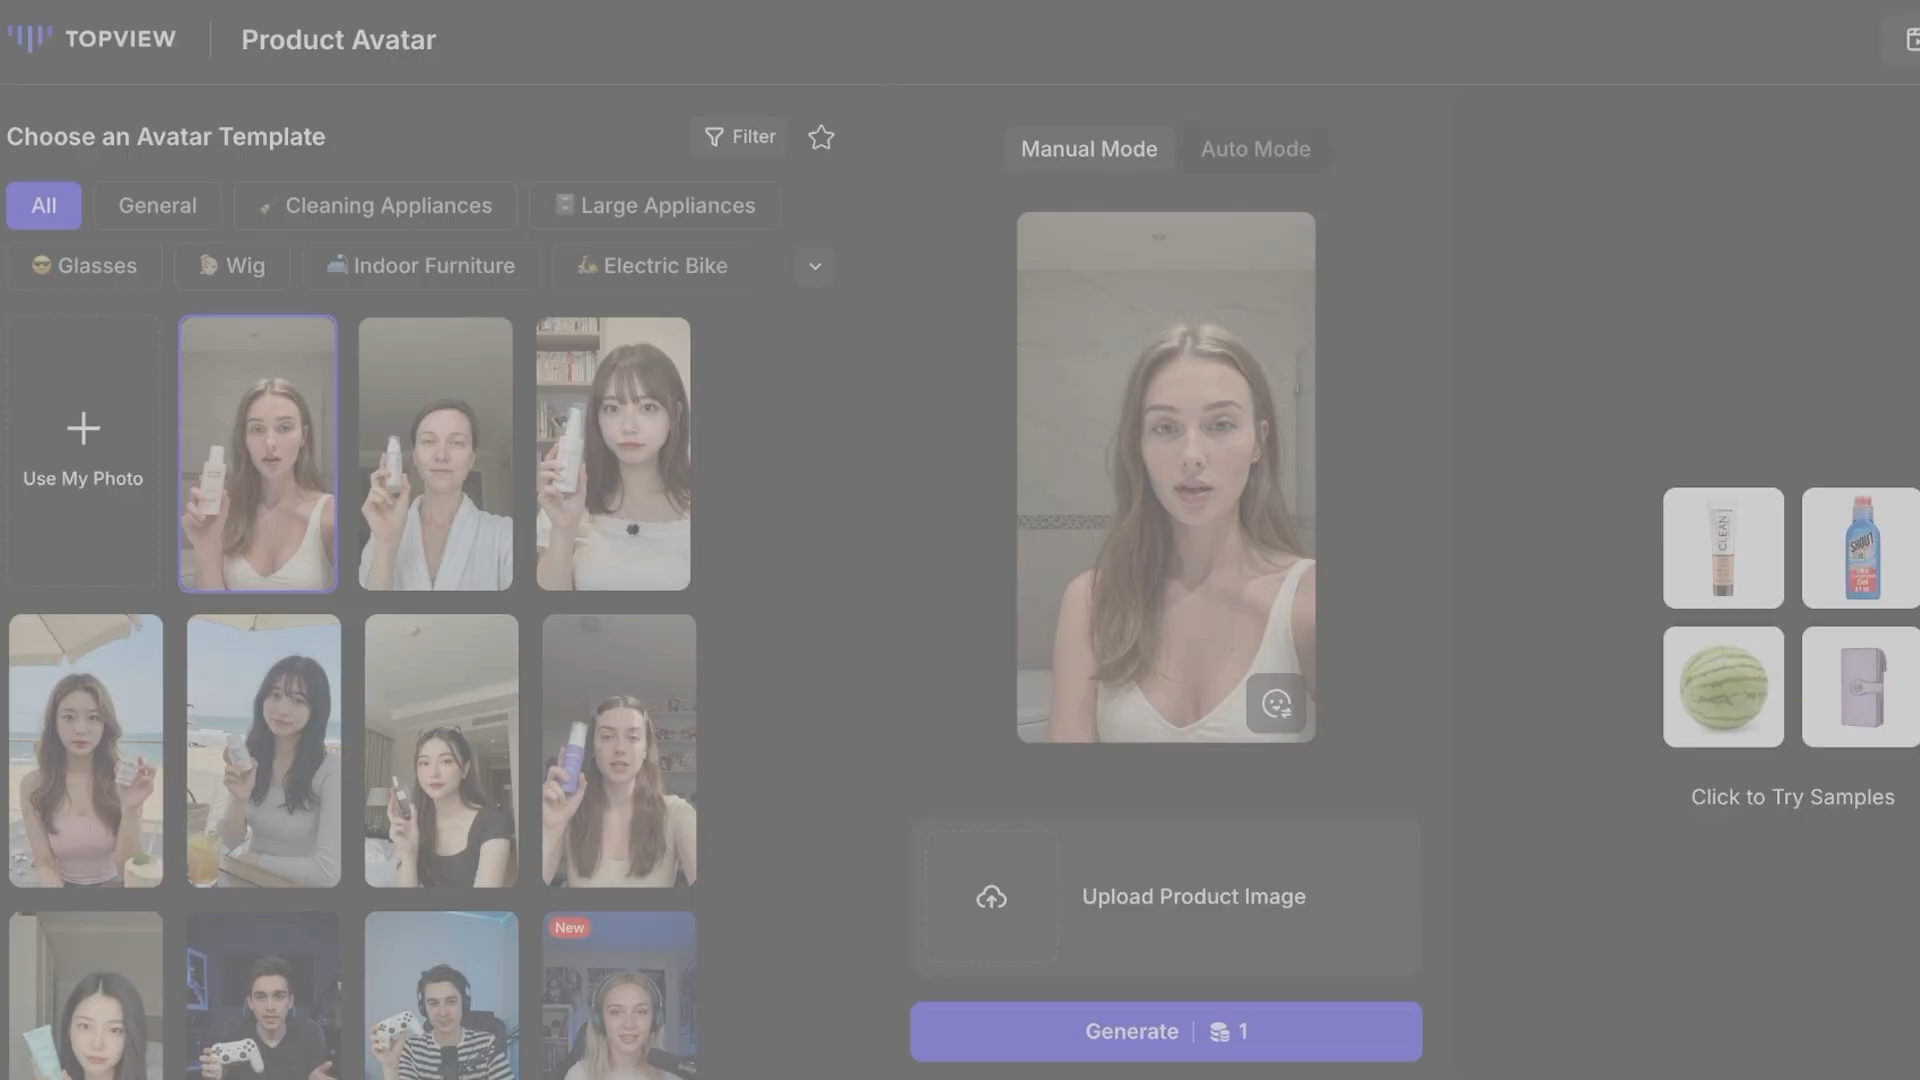 TOPVIEW
Product Avatar
Choose an Avatar Template
Filter
Manual Mode
Auto Mode
All
General
Cleaning Appliances
Large Appliances
Glasses
Wig
Indoor Furniture
Electric Bike
Use My Photo
CLEAN
SHOUT
Gel
Click to Try Samples
Upload Product Image
New
Generate
1